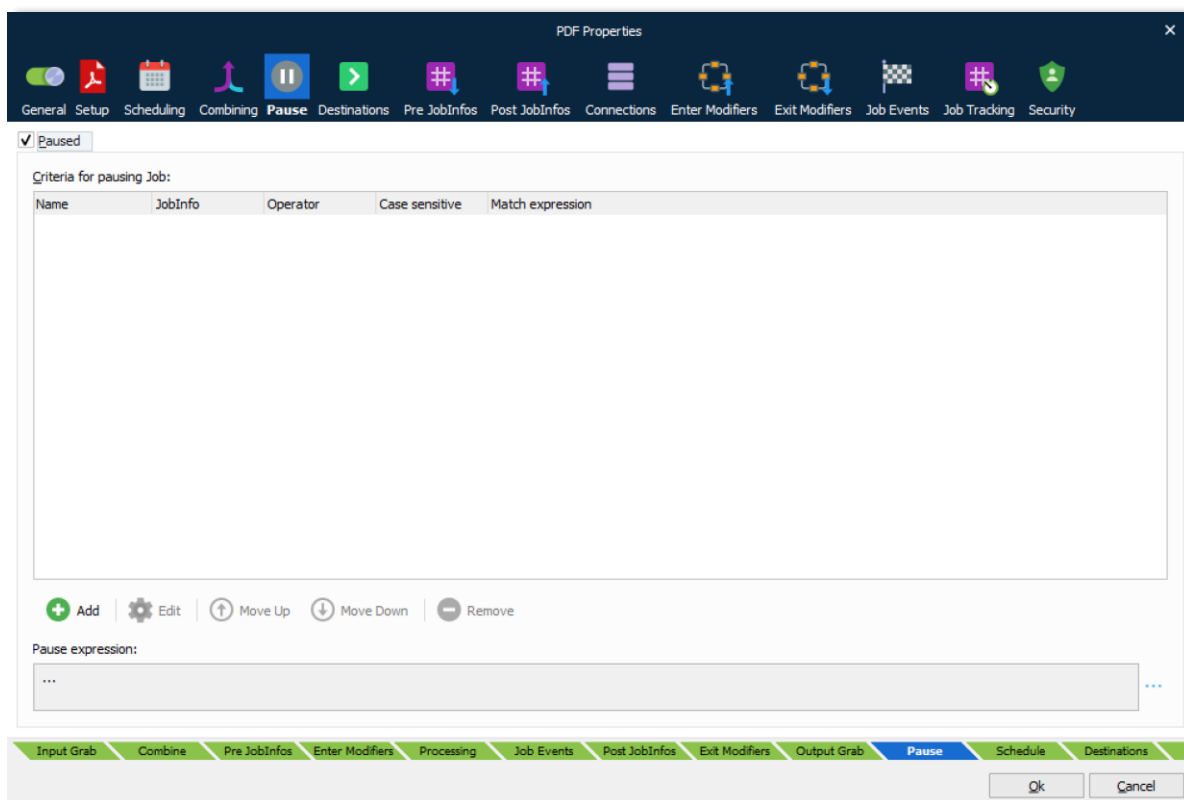 PDF Properties
General Setup Scheduling Combining Pause Destinations Pre JobInfos Post JobInfos Connections Enter Modifiers Exit Modifiers Job Events Job Tracking Security
Paused
Criteria for pausing Job:
Name JobInfo Operator Case sensitive Match expression
Add Edit Move Up Move Down Remove
Pause expression:
...
...
Input Grab Combine Pre JobInfos Enter Modifiers Processing Job Events Post JobInfos Exit Modifiers Output Grab Pause Schedule Destinations
Ok Cancel